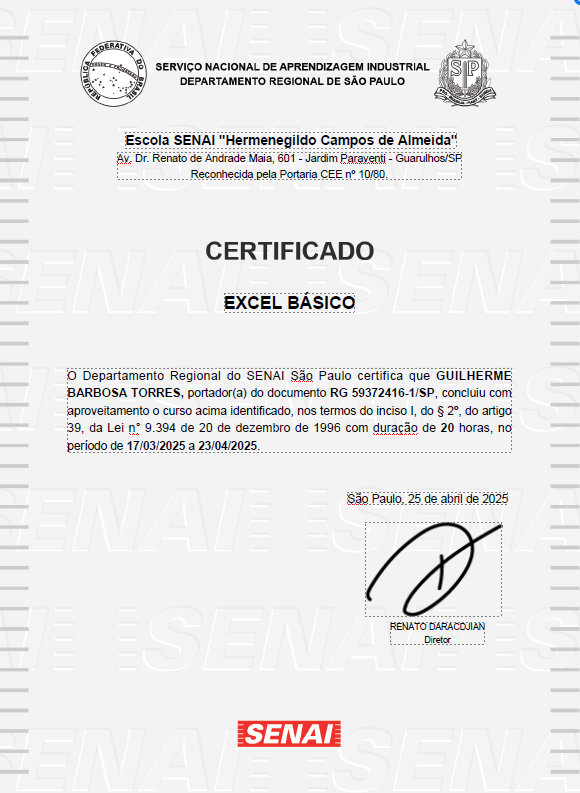 REPÚBLICA FEDERATIVA DO BRASIL
SP
SERVIÇO NACIONAL DE APRENDIZAGEM INDUSTRIAL
DEPARTAMENTO REGIONAL DE SÃO PAULO
Escola SENAI "Hermenegildo Campos de Almeida"
Av. Dr. Renato de Andrade Maia, 601 - Jardim Paraventi - Guarulhos/SP
Reconhecida pela Portaria CEE nº 10/80.
CERTIFICADO
EXCEL BÁSICO
O Departamento Regional do SENAI São Paulo certifica que GUILHERME
BARBOSA TORRES, portador(a) do documento RG 59372416-1/SP, concluiu com
aproveitamento o curso acima identificado, nos termos do inciso I, do § 2º, do artigo
39, da Lei n° 9.394 de 20 de dezembro de 1996 com duração de 20 horas, no
período de 17/03/2025 a 23/04/2025.
São Paulo, 25 de abril de 2025
RENATO DARACDJIAN
Diretor
SENAI